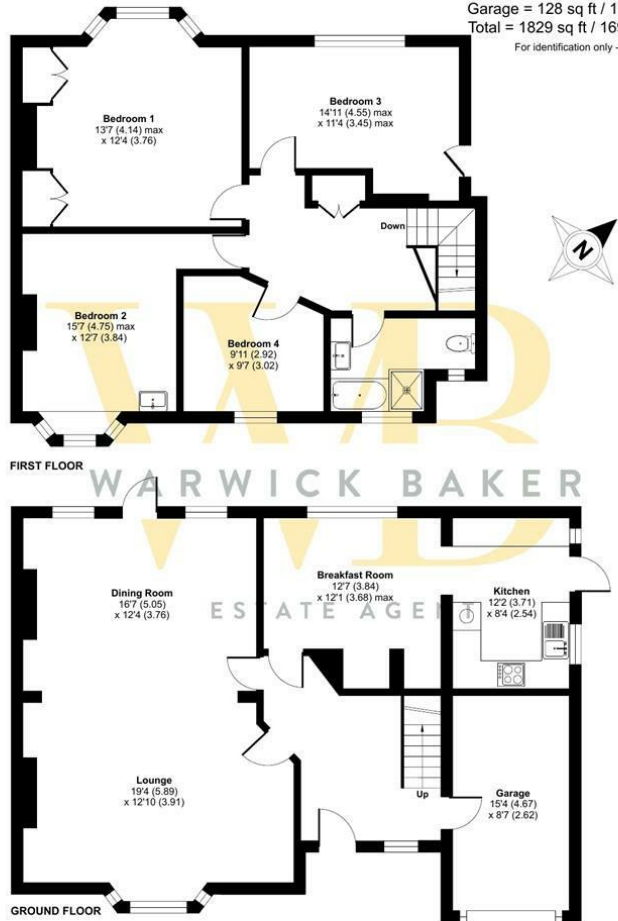 Garage = 128 sq ft / 1
Total = 1829 sq ft / 169
For identification only -
Bedroom 1
13'7 (4.14) max
x 12'4 (3.76)
Bedroom 3
14'11 (4.55) max
x 11'4 (3.45) max
Down
N
Bedroom 2
15'7 (4.75) max
x 12'7 (3.84)
Bedroom 4
9'11 (2.92)
x 9'7 (3.02)
FIRST FLOOR
WB
WARWICK BAKER
ESTATE AGENT
Dining Room
16'7 (5.05)
x 12'4 (3.76)
Breakfast Room
12'7 (3.84)
x 12'1 (3.68) max
Kitchen
12'2 (3.71)
x 8'4 (2.54)
Lounge
19'4 (5.89)
x 12'10 (3.91)
Up
Garage
15'4 (4.67)
x 8'7 (2.62)
GROUND FLOOR